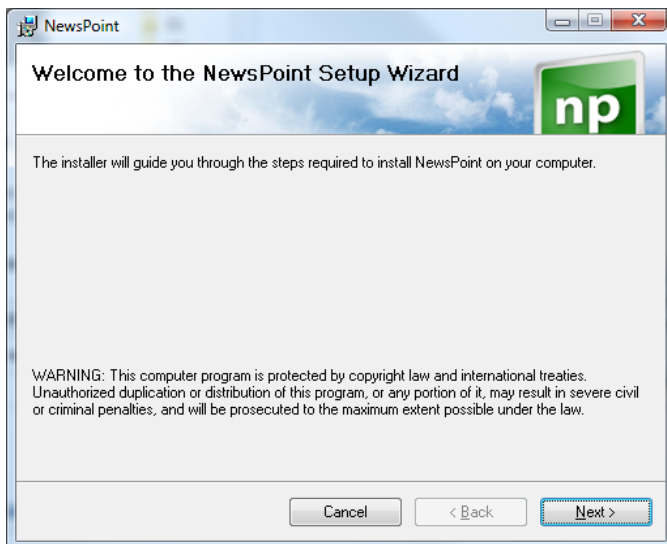 NewsPoint
Welcome to the NewsPoint Setup Wizard
np
The installer will guide you through the steps required to install NewsPoint on your computer.
WARNING: This computer program is protected by copyright law and international treaties.
Unauthorized duplication or distribution of this program, or any portion of it, may result in severe civil
or criminal penalties, and will be prosecuted to the maximum extent possible under the law.
Cancel < Back Next >